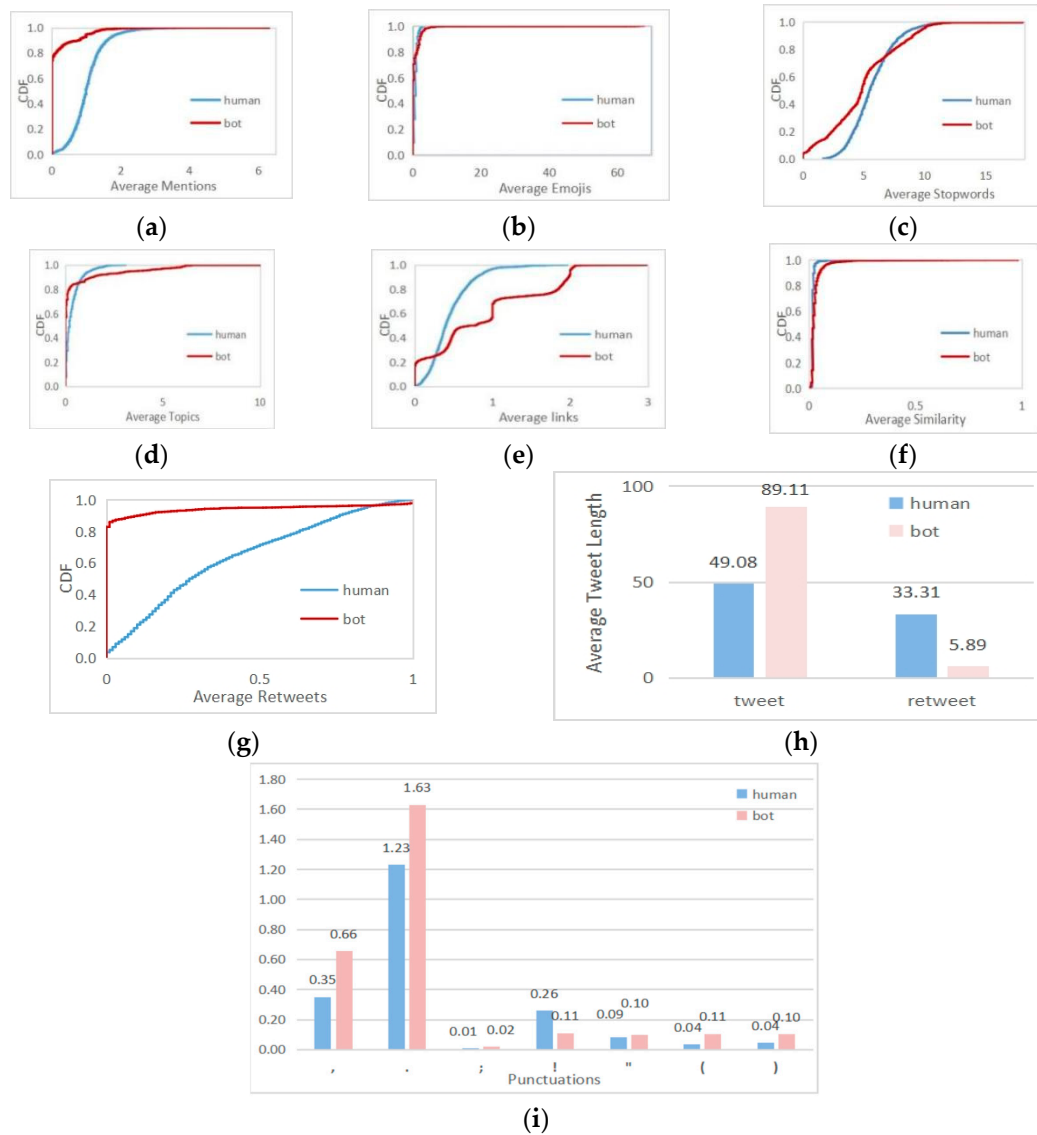 1.0
0.8
0.6
0.4
0.2
0.0
CDF
human
bot
0 2 4 6
Average Mentions
(a)
1.0
0.8
0.6
0.4
0.2
0.0
CDF
human
bot
0 20 40 60
Average Emojis
(b)
1.0
0.8
0.6
0.4
0.2
0.0
CDF
human
bot
0 5 10 15
Average Stopwords
(c)
1.0
0.8
0.6
0.4
0.2
0.0
CDF
human
bot
0 5 10
Average Topics
(d)
1.0
0.8
0.6
0.4
0.2
0.0
CDF
human
bot
0 1 2 3
Average links
(e)
1.0
0.8
0.6
0.4
0.2
0.0
CDF
human
bot
0 0.5 1
Average Similarity
(f)
1.0
0.8
0.6
0.4
0.2
0.0
CDF
human
bot
0 0.5 1
Average Retweets
(g)
100
50
0
Average Tweet Length
human
bot
49.08
89.11
33.31
5.89
tweet retweet
(h)
1.80
1.60
1.40
1.20
1.00
0.80
0.60
0.40
0.20
0.00
human
bot
0.35
0.66
1.23
1.63
0.01
0.02
0.26
0.11
0.09
0.10
0.04
0.11
0.04
0.10
, . ; ! " ( )
Punctuations
(i)